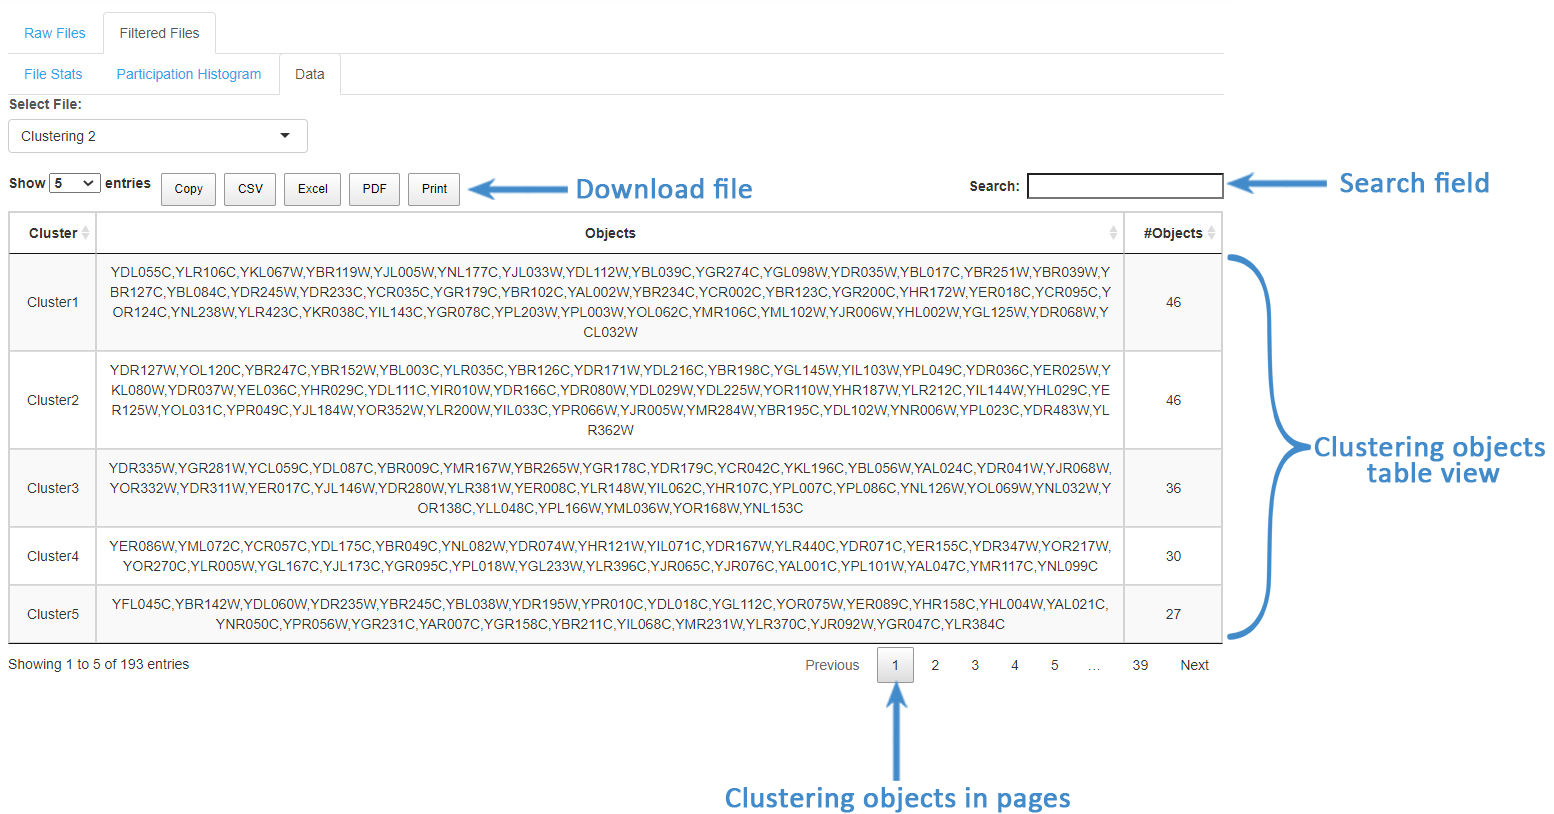 Raw Files Filtered Files
File Stats Participation Histogram Data
Select File:
Clustering 2
Show 5 entries Copy CSV Excel PDF Print Download file Search: Search field
Cluster Objects #Objects
YDL055C,YLR106C,YKL067W,YBR119W,YJL005W,YNL177C,YJL033W,YDL112W,YBL039C,YGR274C,YGL098W,YDR035W,YBL017C,YBR251W,YBR039W,Y
BR127C,YBL084C,YDR245W,YDR233C,YCR035C,YGR179C,YBR102C,YAL002W,YBR234C,YCR002C,YBR123C,YGR200C,YHR172W,YER018C,YCR095C,Y
Cluster1 46
OR124C,YNL238W,YLR423C,YKR038C,YIL143C,YGR078C,YPL203W,YPL003W,YOL062C,YMR106C,YML102W,YJR006W,YHL002W,YGL125W,YDR068W,Y
CL032W
YDR127W,YOL120C,YBR247C,YBR152W,YBL003C,YLR035C,YBR126C,YDR171W,YDL216C,YBR198C,YGL145W,YIL103W,YPL049C,YDR036C,YER025W,Y
KL080W,YDR037W,YEL036C,YHR029C,YDL111C,YIR010W,YDR166C,YDR080W,YDL029W,YDL225W,YOR110W,YHR187W,YLR212C,YIL144W,YHL029C,YE
Cluster2 46
R125W,YOL031C,YPR049C,YJL184W,YOR352W,YLR200W,YIL033C,YPR066W,YJR005W,YMR284W,YBR195C,YDL102W,YNR006W,YPL023C,YDR483W,YL
R362W
YDR335W,YGR281W,YCL059C,YDL087C,YBR009C,YMR167W,YBR265W,YGR178C,YDR179C,YCR042C,YKL196C,YBL056W,YAL024C,YDR041W,YJR068W,
Cluster3 YOR332W,YDR311W,YER017C,YJL146W,YDR280W,YLR381W,YER008C,YLR148W,YIL062C,YHR107C,YPL007C,YPL086C,YNL126W,YOL069W,YNL032W,Y 36
OR138C,YLL048C,YPL166W,YML036W,YOR168W,YNL153C
Clustering objects
table view
YER086W,YML072C,YCR057C,YDL175C,YBR049C,YNL082W,YDR074W,YHR121W,YIL071C,YDR167W,YLR440C,YDR071C,YER155C,YDR347W,YOR217W,
Cluster4 30
YOR270C,YLR005W,YGL167C,YJL173C,YGR095C,YPL018W,YGL233W,YLR396C,YJR065C,YJR076C,YAL001C,YPL101W,YAL047C,YMR117C,YNL099C
YFL045C,YBR142W,YDL060W,YDR235W,YBR245C,YBL038W,YDR195W,YPR010C,YDL018C,YGL112C,YOR075W,YER089C,YHR158C,YHL004W,YAL021C,
Cluster5 27
YNR050C,YPR056W,YGR231C,YAR007C,YGR158C,YBR211C,YIL068C,YMR231W,YLR370C,YJR092W,YGR047C,YLR384C
Showing 1 to 5 of 193 entries Previous 1 2 3 4 5 … 39 Next
Clustering objects in pages